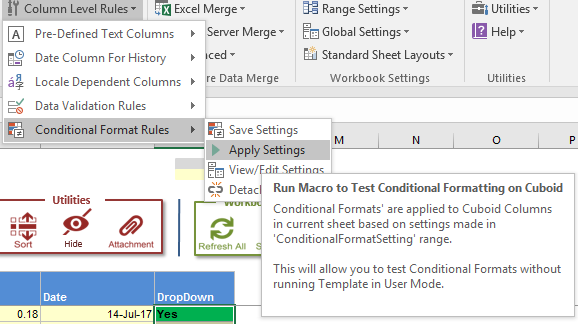 Column Level Rules
Excel Merge
Range Settings
Utilities
Pre-Defined Text Columns
Server Merge
Global Settings
Date Column For History
Standard Sheet Layouts
Locale Dependent Columns
re Data Merge
Workbook Settings
Utilities
Data Validation Rules
Conditional Format Rules
Save Settings
M
N
O
P
Apply Settings
View/Edit Settings
Detac
Run Macro to Test Conditional Formatting on Cuboid
Conditional Formats' are applied to Cuboid Columns
in current sheet based on settings made in
'ConditionalFormatSetting' range.
This will allow you to test Conditional Formats without
running Template in User Mode.
Utilities
Sort
Hide
Attachment
Refresh All
Date
DropDown
0.18
14-Jul-17
Yes